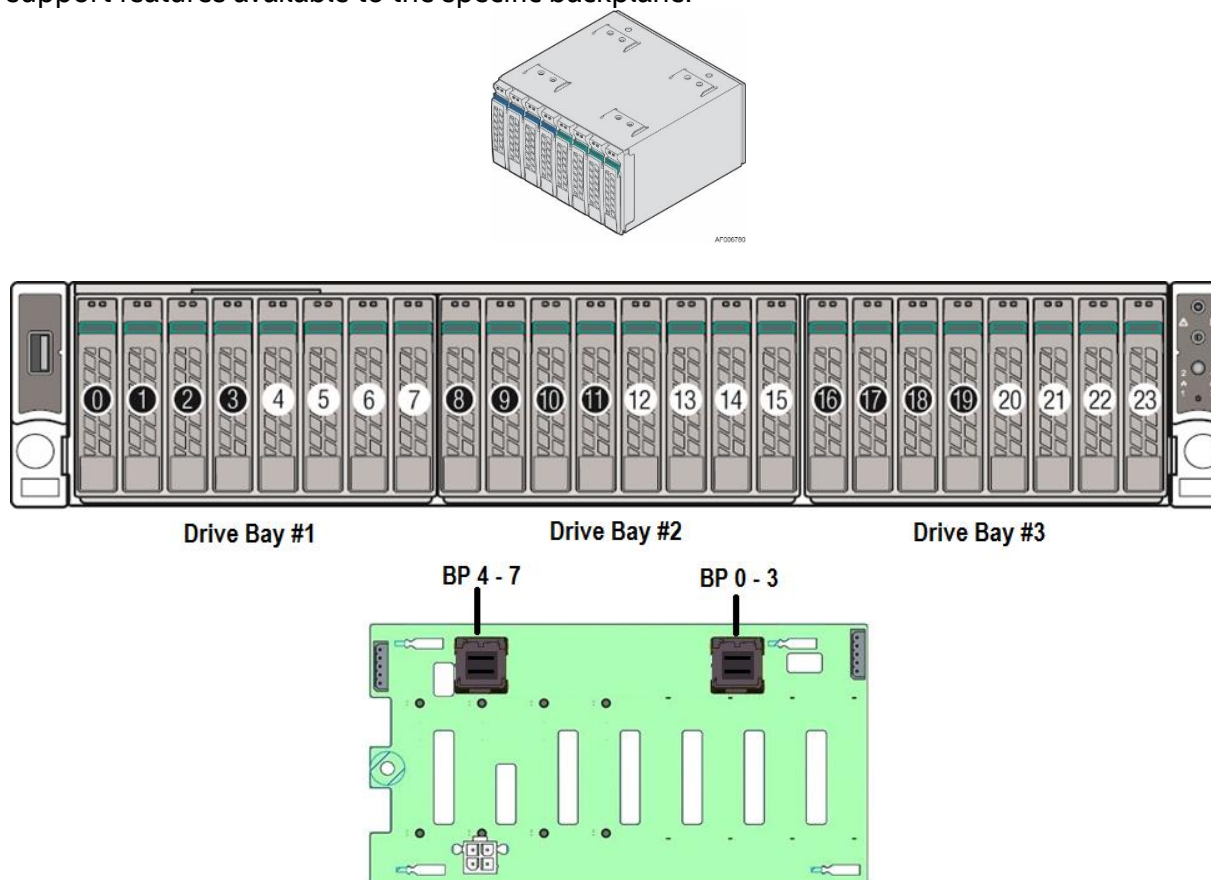 support features available to the specific backplane.
AF006780
0 1 2 3 4 5 6 7 8 9 10 11 12 13 14 15 16 17 18 19 20 21 22 23
Drive Bay #1 Drive Bay #2 Drive Bay #3
BP 4 - 7 BP 0 - 3